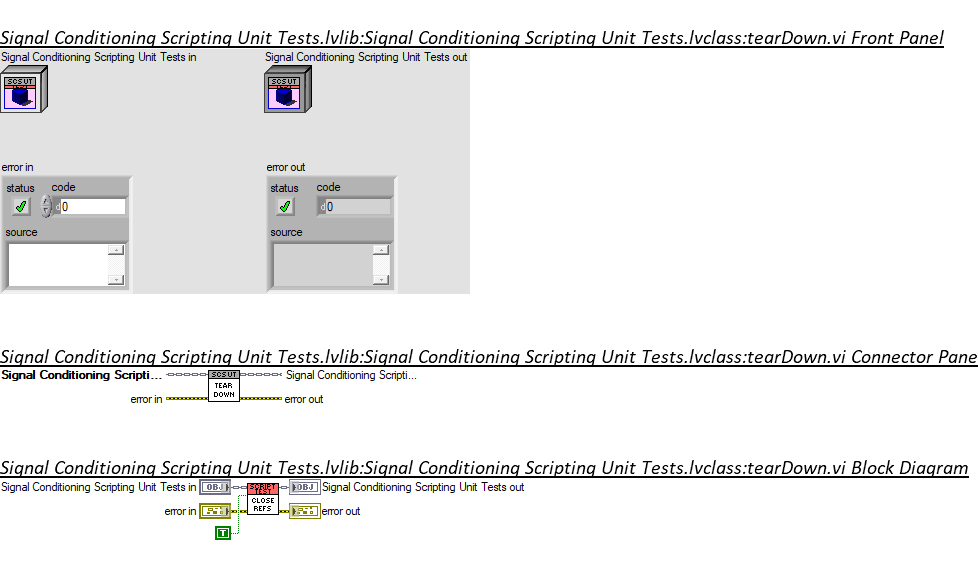 Signal Conditioning Scripting Unit Tests.lvlib:Signal Conditioning Scripting Unit Tests.lvclass:tearDown.vi Front Panel
Signal Conditioning Scripting Unit Tests in
Signal Conditioning Scripting Unit Tests out
SCSUT
SCSUT
error in
error out
status code
status code
d0
d0
source
source
Signal Conditioning Scripting Unit Tests.lvlib:Signal Conditioning Scripting Unit Tests.lvclass:tearDown.vi Connector Pane
Signal Conditioning Scripti...
SCSUT
Signal Conditioning Scripti...
TEAR
DOWN
error in
error out
Signal Conditioning Scripting Unit Tests.lvlib:Signal Conditioning Scripting Unit Tests.lvclass:tearDown.vi Block Diagram
Signal Conditioning Scripting Unit Tests in
OBJ
SCRIPT
TEST
OBJ
Signal Conditioning Scripting Unit Tests out
CLOSE
REFS
error in
error out
T